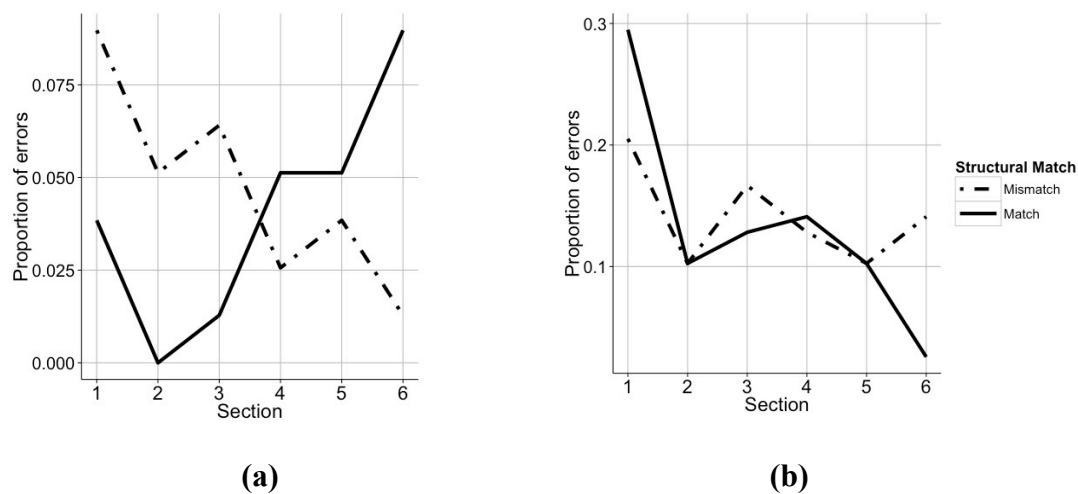 Proportion of errors
0.075
0.050
0.025
0.000
1 2 3 4 5 6
Section
(a)
Proportion of errors
0.3
0.2
0.1
1 2 3 4 5 6
Section
(b)
Structural Match
Mismatch
Match